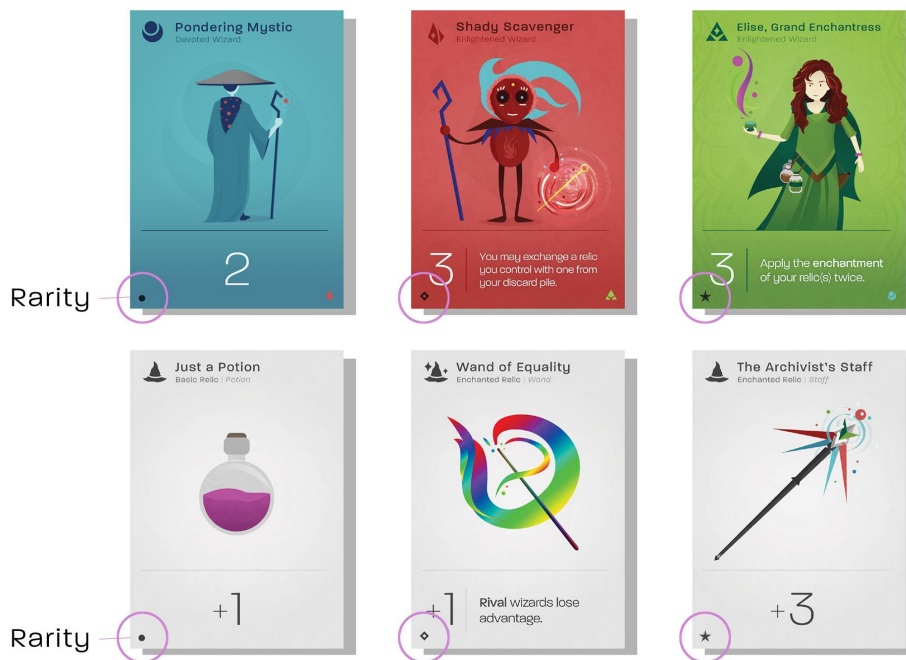 Pondering Mystic
Devoted Wizard
2
Shady Scavenger
Enlightened Wizard
3
You may exchange a relic
you control with one from
your discard pile.
Elise, Grand Enchantress
Enlightened Wizard
3
Apply the enchantment
of your relic(s) twice.
Rarity
Just a Potion
Basic Relic | Potion
+1
Wand of Equality
Enchanted Relic | Wand
+1
Rival wizards lose
advantage.
The Archivist's Staff
Enchanted Relic | Staff
+3
Rarity